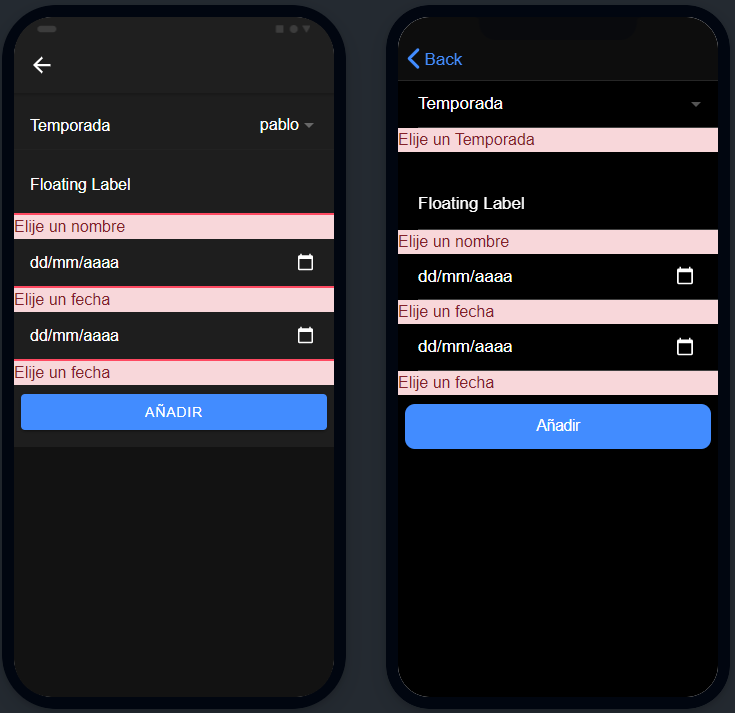 Temporada pablo
Floating Label
Elije un nombre
dd/mm/aaaa
Elije un fecha
dd/mm/aaaa
Elije un fecha
AÑADIR
Back
Temporada
Elije un Temporada
Floating Label
Elije un nombre
dd/mm/aaaa
Elije un fecha
dd/mm/aaaa
Elije un fecha
Añadir